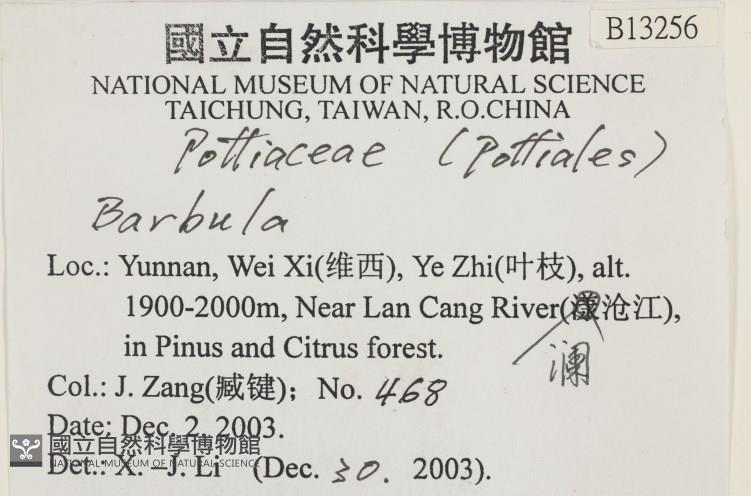 國立自然科學博物館
B13256
NATIONAL MUSEUM OF NATURAL SCIENCE
TAICHUNG, TAIWAN, R.O.CHINA
Pottiaceae (Pottiales)
Barbula
Loc.: Yunnan, Wei Xi(维西), Ye Zhi(叶枝), alt.
1900-2000m, Near Lan Cang River(沧江),
澜
in Pinus and Citrus forest.
Col.: J. Zang(臧键); No. 468
Date: Dec. 2, 2003.
國立自然科學博物館
NATIONAL MUSEUM OF NATURAL SCIENCE
Det.: X. –J. Li (Dec. 30. 2003).